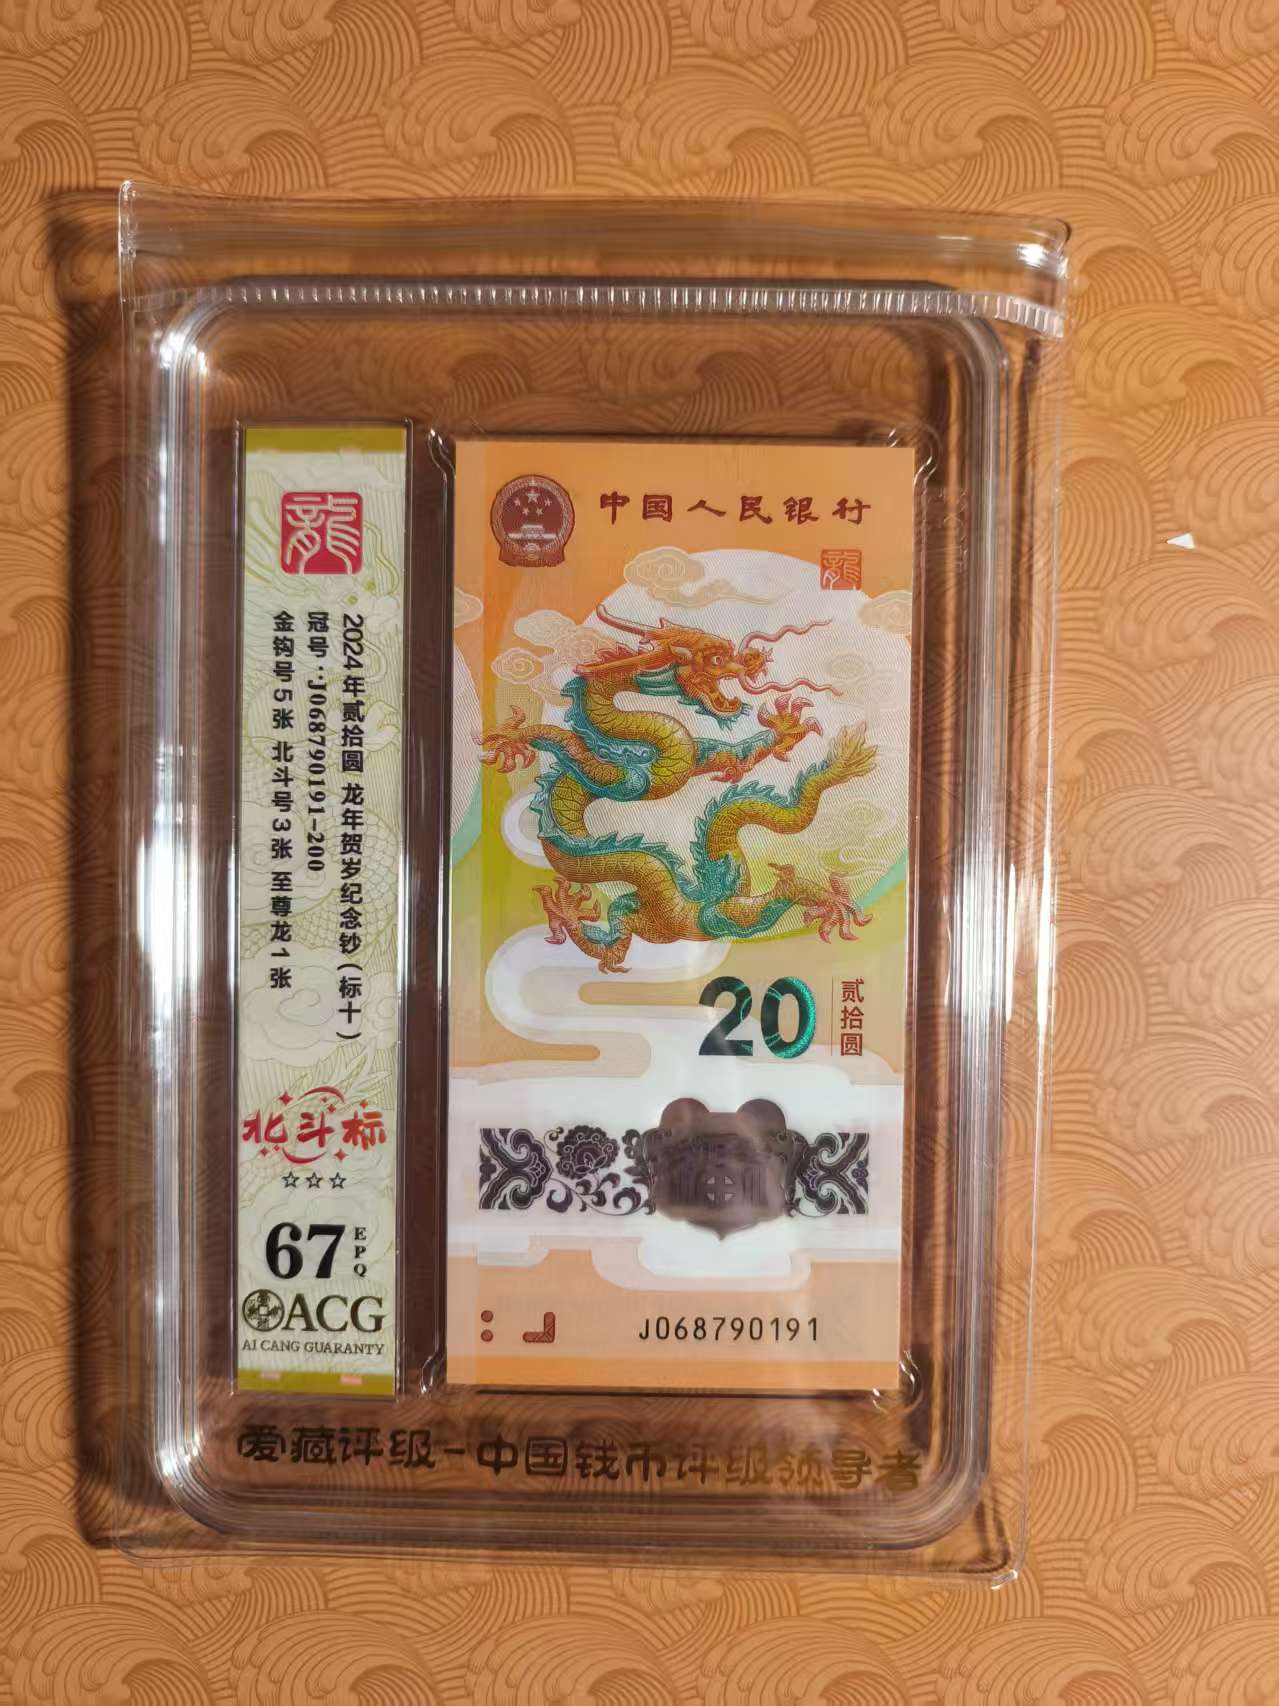 龍
2024年贰拾圆 龙年贺岁纪念钞(标十)
冠号:J068790191-200
金钩号5张 北斗号3张 至尊龙1张
北斗标
☆☆☆
67 EPQ
ACG
AI CANG GUARANTY
中国人民银行
龍
20 贰拾圆
福
J068790191
爱藏评级-中国钱币评级领导者